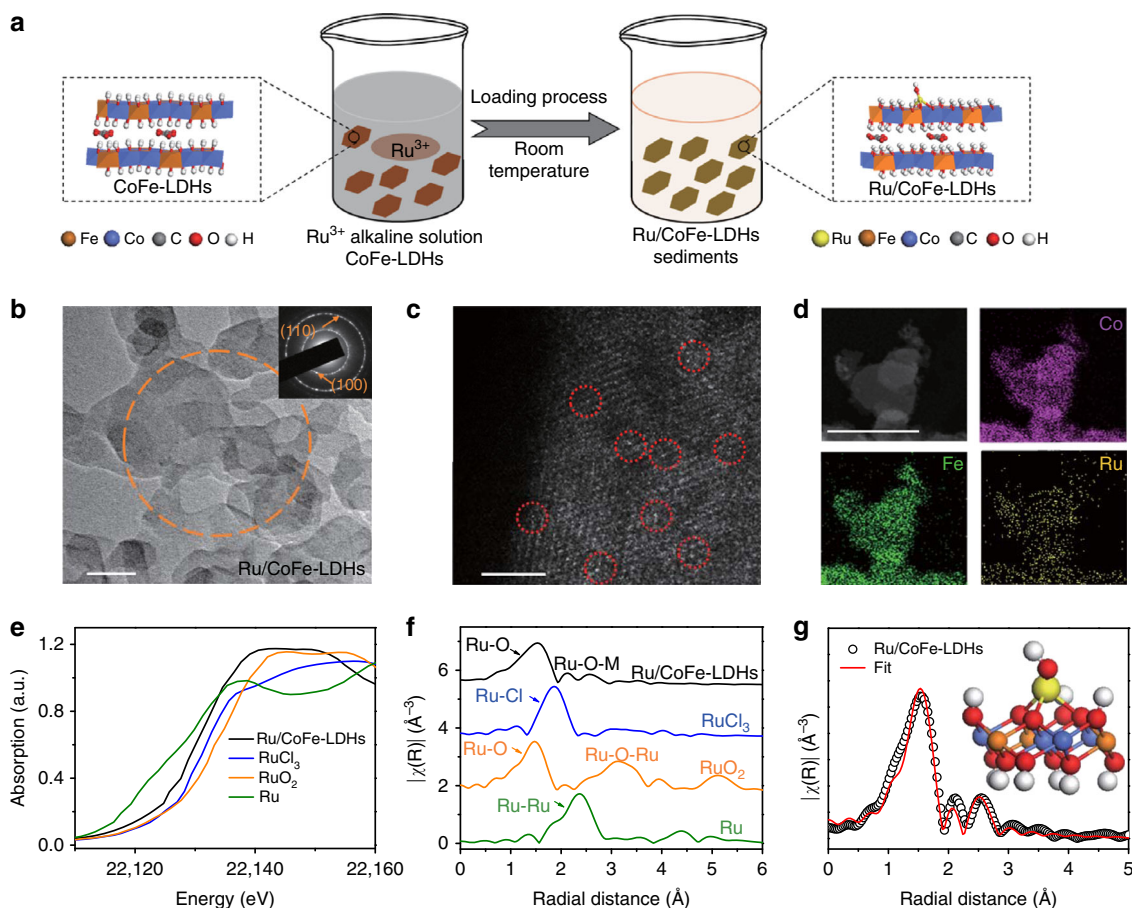 a
Loading process
Room
temperature
Ru³⁺
CoFe-LDHs
Ru/CoFe-LDHs
Fe Co C O H
Ru³⁺ alkaline solution
CoFe-LDHs
Ru/CoFe-LDHs
sediments
Ru Fe Co C O H
b
(110)
(100)
Ru/CoFe-LDHs
c
d
Co
Fe
Ru
e
Absorption (a.u.)
1.2
0.8
0.4
0.0
Ru/CoFe-LDHs
RuCl₃
RuO₂
Ru
22,120 22,140 22,160
Energy (eV)
f
|χ(R)| (Å⁻³)
6
4
2
0
Ru-O
Ru-O-M
Ru/CoFe-LDHs
Ru-Cl
RuCl₃
Ru-O
Ru-O-Ru
RuO₂
Ru-Ru
Ru
0 1 2 3 4 5 6
Radial distance (Å)
g
Ru/CoFe-LDHs
Fit
|χ(R)| (Å⁻³)
0 1 2 3 4 5
Radial distance (Å)